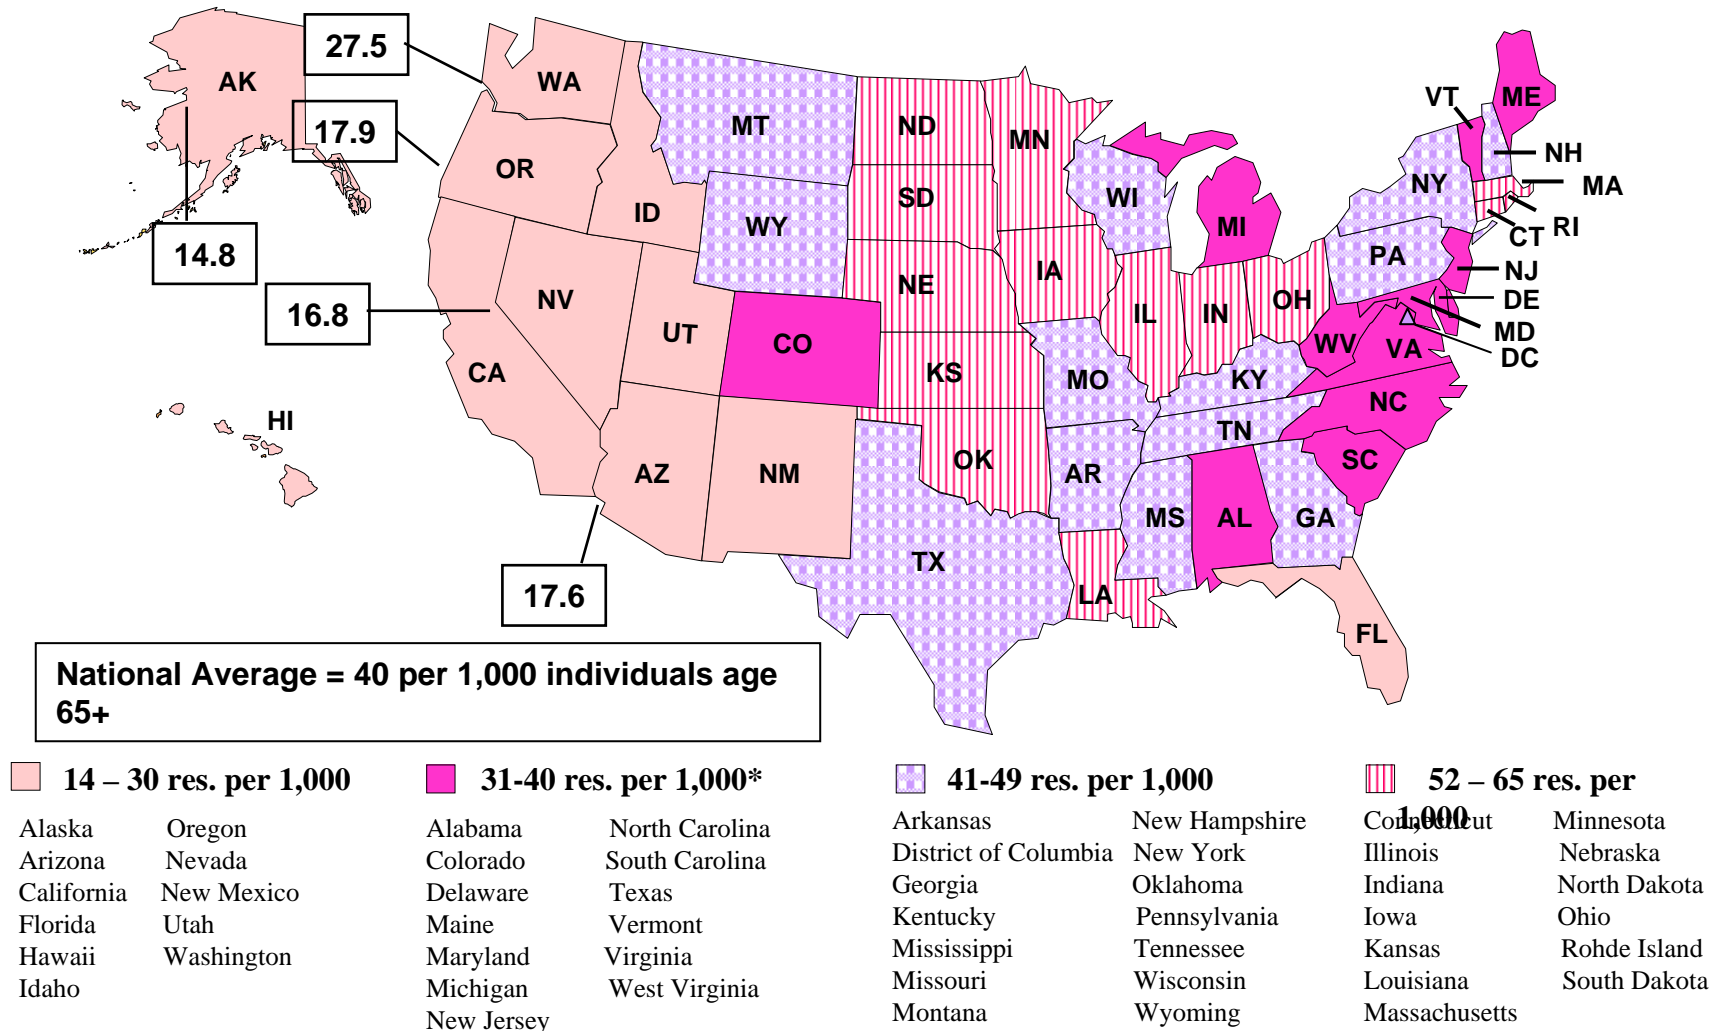 27.5
AK
WA
VT
ME
17.9
MT
ND
MN
NH
OR
WI
NY
MA
ID
SD
WY
MI
CT
RI
14.8
PA
NJ
NV
NE
IA
OH
DE
16.8
UT
CO
IL
IN
WV
VA
MD
DC
CA
KS
MO
KY
NC
HI
TN
AZ
NM
OK
AR
SC
MS
AL
GA
TX
17.6
LA
FL
National Average = 40 per 1,000 individuals age
65+
14 – 30 res. per 1,000
Alaska Oregon
Arizona Nevada
California New Mexico
Florida Utah
Hawaii Washington
Idaho
31-40 res. per 1,000*
Alabama North Carolina
Colorado South Carolina
Delaware Texas
Maine Vermont
Maryland Virginia
Michigan West Virginia
New Jersey
41-49 res. per 1,000
Arkansas New Hampshire
District of Columbia New York
Georgia Oklahoma
Kentucky Pennsylvania
Mississippi Tennessee
Missouri Wisconsin
Montana Wyoming
52 – 65 res. per
1,000
Connecticut Minnesota
Illinois Nebraska
Indiana North Dakota
Iowa Ohio
Kansas Rohde Island
Louisiana South Dakota
Massachusetts